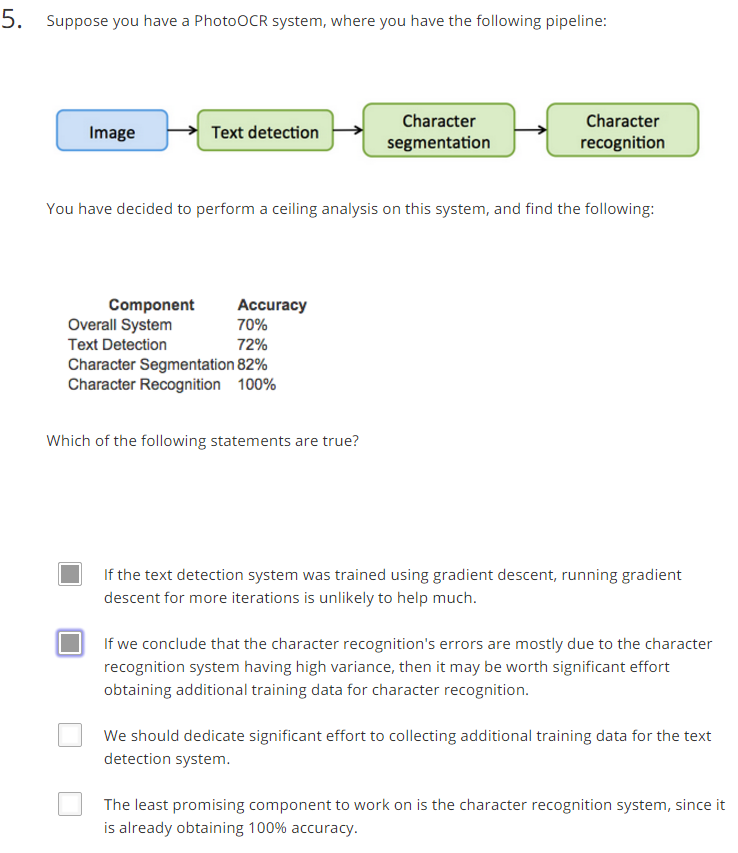 5. Suppose you have a PhotoOCR system, where you have the following pipeline:
Image
Text detection
Character
segmentation
Character
recognition
You have decided to perform a ceiling analysis on this system, and find the following:
Component Accuracy
Overall System 70%
Text Detection 72%
Character Segmentation 82%
Character Recognition 100%
Which of the following statements are true?
If the text detection system was trained using gradient descent, running gradient
descent for more iterations is unlikely to help much.
If we conclude that the character recognition's errors are mostly due to the character
recognition system having high variance, then it may be worth significant effort
obtaining additional training data for character recognition.
We should dedicate significant effort to collecting additional training data for the text
detection system.
The least promising component to work on is the character recognition system, since it
is already obtaining 100% accuracy.